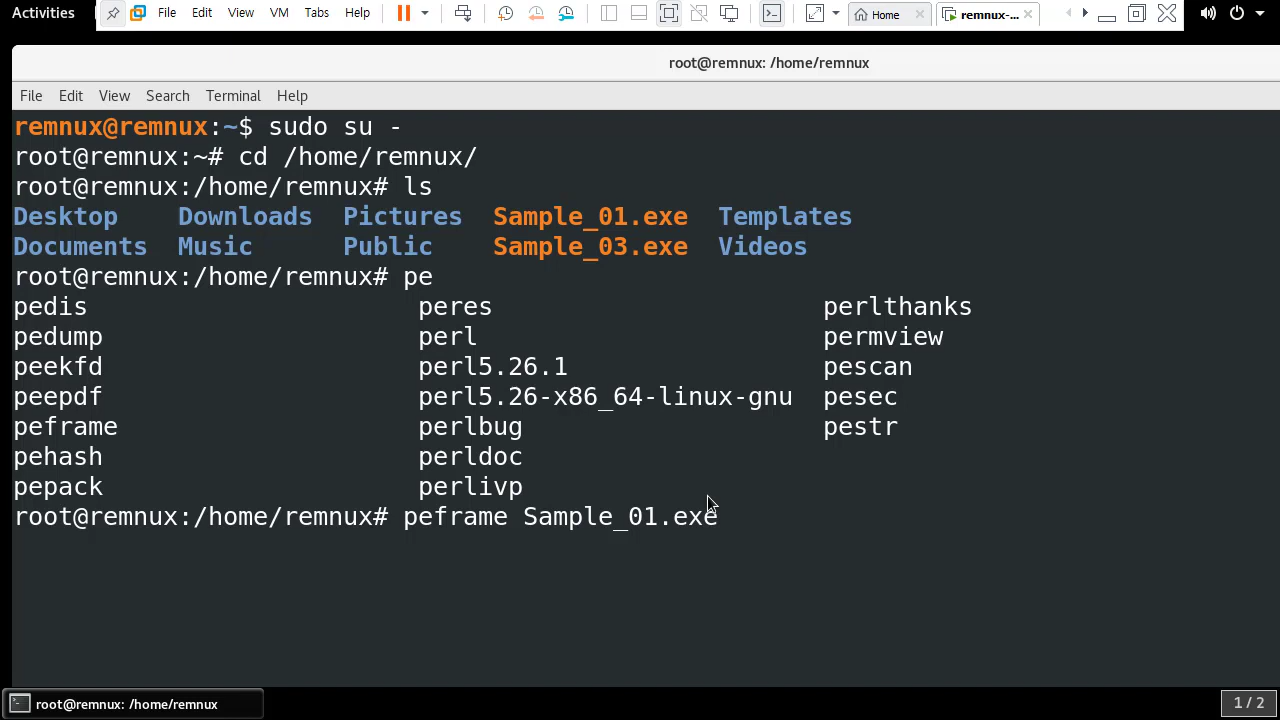 Activities File Edit View VM Tabs Help Home remnux-...
root@remnux: /home/remnux
File Edit View Search Terminal Help
remnux@remnux:~$ sudo su -
root@remnux:~# cd /home/remnux/
root@remnux:/home/remnux# ls
Desktop Downloads Pictures Sample_01.exe Templates
Documents Music Public Sample_03.exe Videos
root@remnux:/home/remnux# pe
pedis peres perlthanks
pedump perl permview
peekfd perl5.26.1 pescan
peepdf perl5.26-x86_64-linux-gnu pesec
peframe perlbug pestr
pehash perldoc
pepack perlivp
root@remnux:/home/remnux# peframe Sample_01.exe
root@remnux: /home/remnux 1 / 2